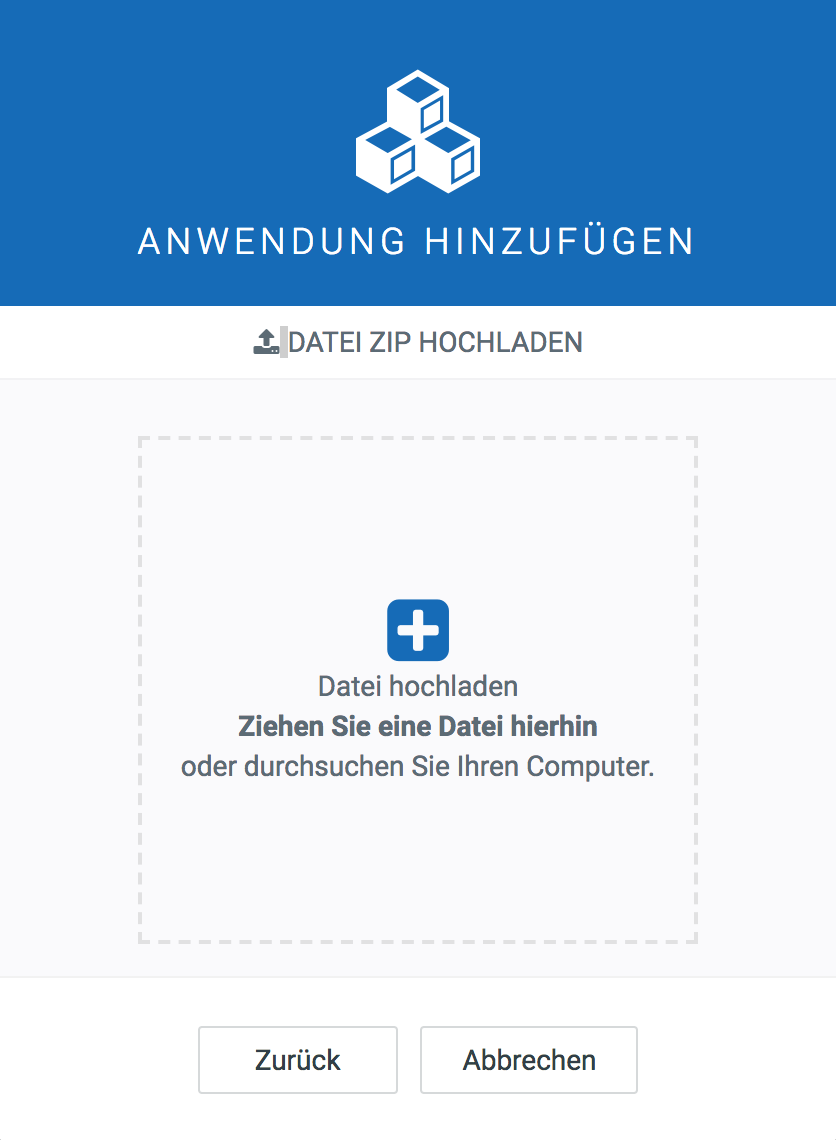 ANWENDUNG HINZUFÜGEN
DATEI ZIP HOCHLADEN
Datei hochladen
Ziehen Sie eine Datei hierhin
oder durchsuchen Sie Ihren Computer.
Zurück
Abbrechen